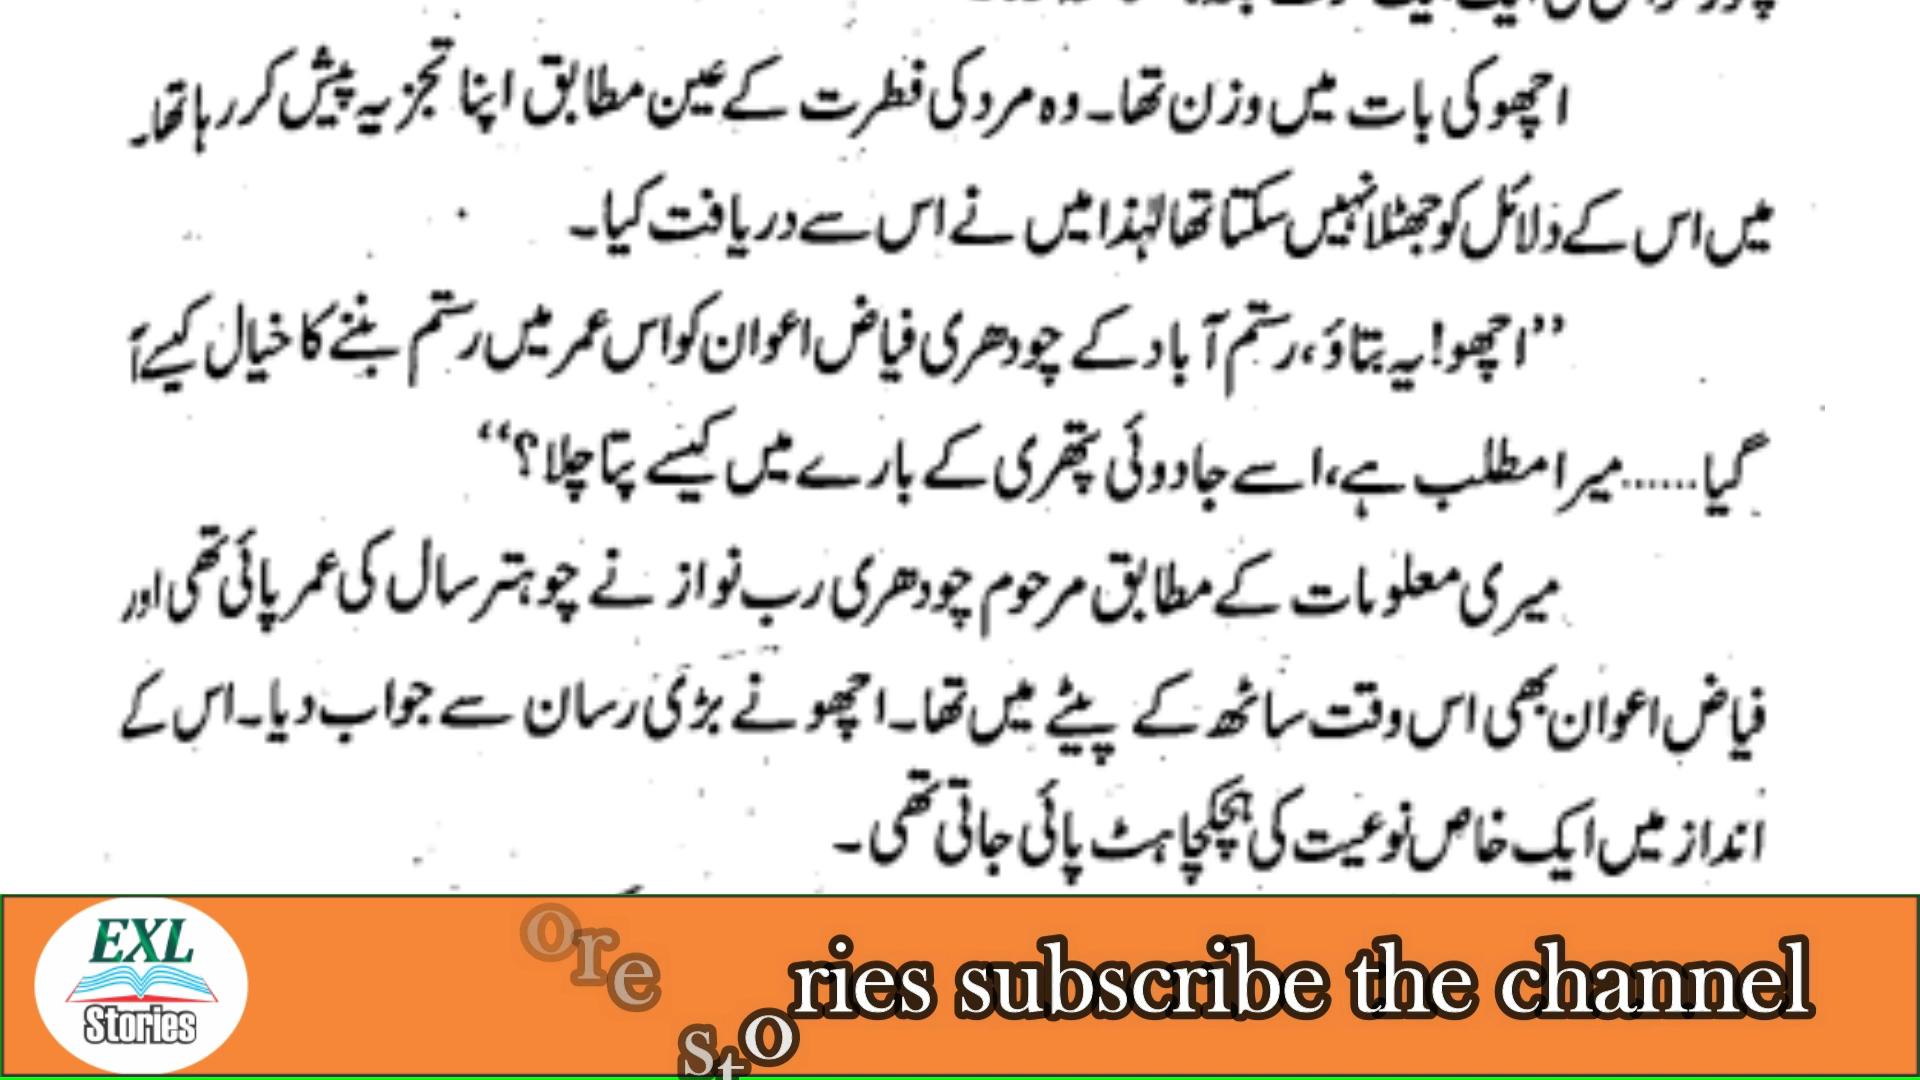 اچھو کی بات میں وزن تھا۔ وہ مرد کی فطرت کے عین مطابق اپنا تجزیہ پیش کر رہا تھا۔
میں اس کے دلائل کو جھٹلا نہیں سکتا تھا لہٰذا میں نے اس سے دریافت کیا۔
’’اچھو! یہ بتاؤ، رستم آباد کے چودھری فیاض اعوان کو اس عمر میں رستم بننے کا خیال کیسے آ
گیا......میرا مطلب ہے، اسے جادوئی پتھری کے بارے میں کیسے پتا چلا؟‘‘
میری معلومات کے مطابق مرحوم چودھری رب نواز نے چوہتر سال کی عمر پائی تھی اور
فیاض اعوان بھی اس وقت ساٹھ کے پیٹے میں تھا۔ اچھو نے بڑی رسان سے جواب دیا۔ اس کے
انداز میں ایک خاص نوعیت کی ہچکچاہٹ پائی جاتی تھی۔
EXL
Stories
ore stories subscribe the channel